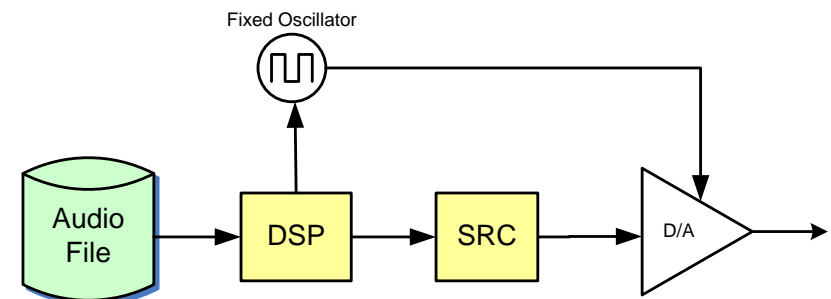 Fixed Oscillator
Audio
File
DSP
SRC
D/A